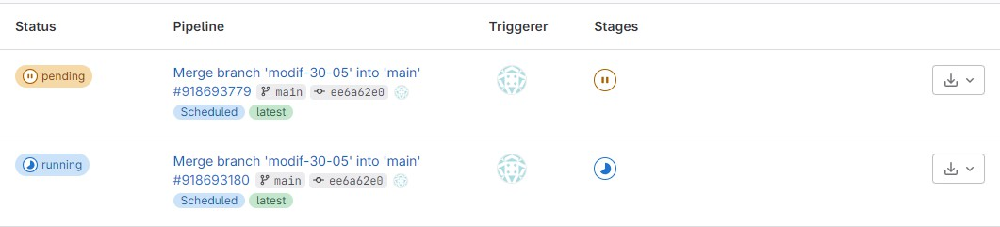 Status Pipeline Triggerer Stages
pending Merge branch 'modif-30-05' into 'main'
#918693779 main ee6a62e0
Scheduled latest
running Merge branch 'modif-30-05' into 'main'
#918693180 main ee6a62e0
Scheduled latest